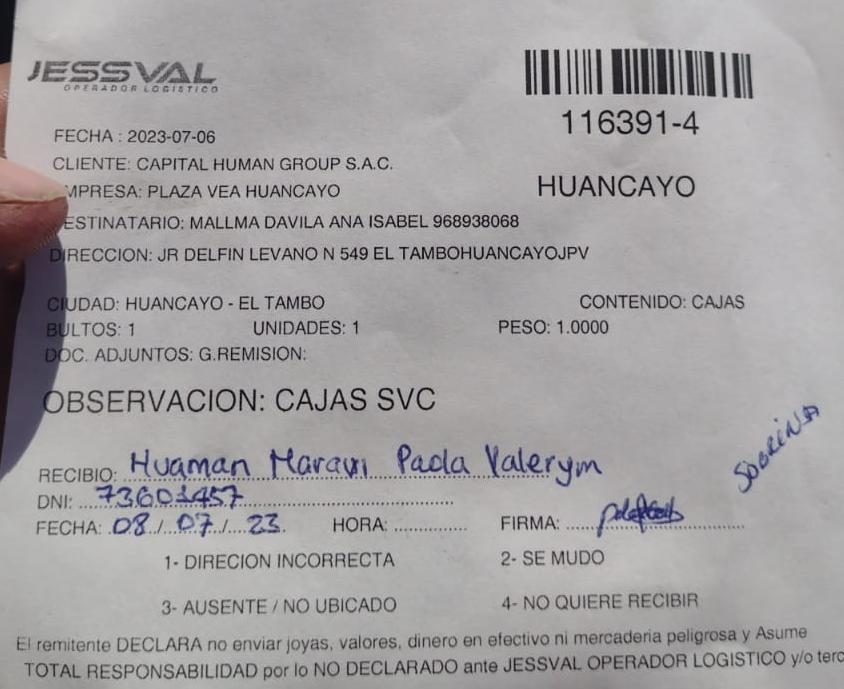 JESSVAL
OPERADOR LOGISTICO
116391-4
FECHA : 2023-07-06
CLIENTE: CAPITAL HUMAN GROUP S.A.C.
MPRESA: PLAZA VEA HUANCAYO
HUANCAYO
ESTINATARIO: MALLMA DAVILA ANA ISABEL 968938068
DIRECCION: JR DELFIN LEVANO N 549 EL TAMBOHUANCAYOJPV
CIUDAD: HUANCAYO - EL TAMBO CONTENIDO: CAJAS
BULTOS: 1 UNIDADES: 1 PESO: 1.0000
DOC. ADJUNTOS: G.REMISION:
OBSERVACION: CAJAS SVC
SOBRINA
RECIBIO: Huaman Maravi Paola Valerym
DNI: 73601457
FECHA: 08/07/23 HORA: FIRMA:
1- DIRECION INCORRECTA 2- SE MUDO
3- AUSENTE / NO UBICADO 4- NO QUIERE RECIBIR
El remitente DECLARA no enviar joyas, valores, dinero en efectivo ni mercaderia peligrosa y Asume
TOTAL RESPONSABILIDAD por lo NO DECLARADO ante JESSVAL OPERADOR LOGISTICO y/o terc